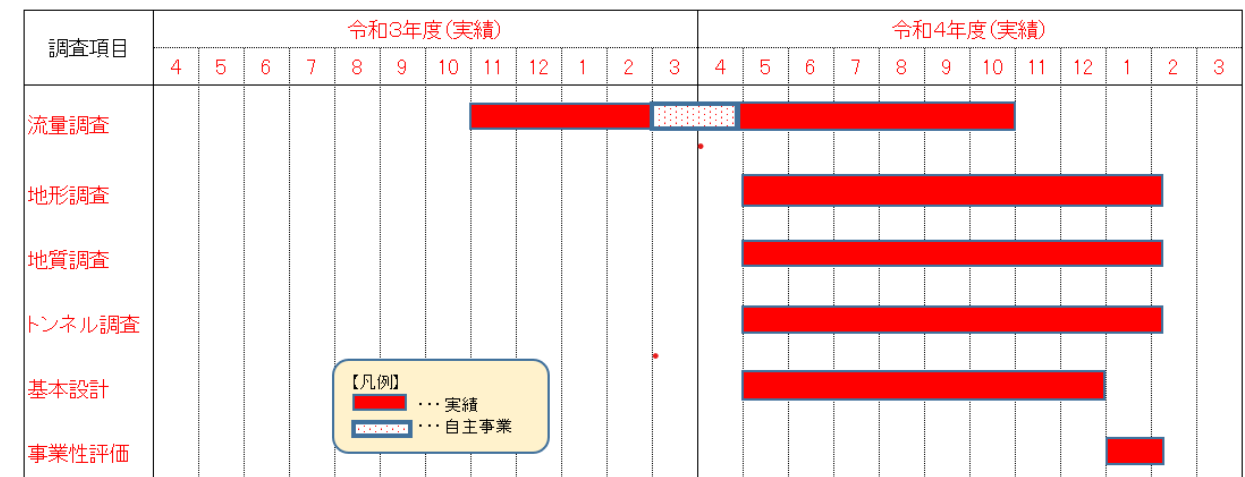 調査項目
令和3年度(実績)
令和4年度(実績)
4 5 6 7 8 9 10 11 12 1 2 3 4 5 6 7 8 9 10 11 12 1 2 3
流量調査
地形調査
地質調査
トンネル調査
基本設計
事業性評価
【凡例】
・・・実績
・・・自主事業